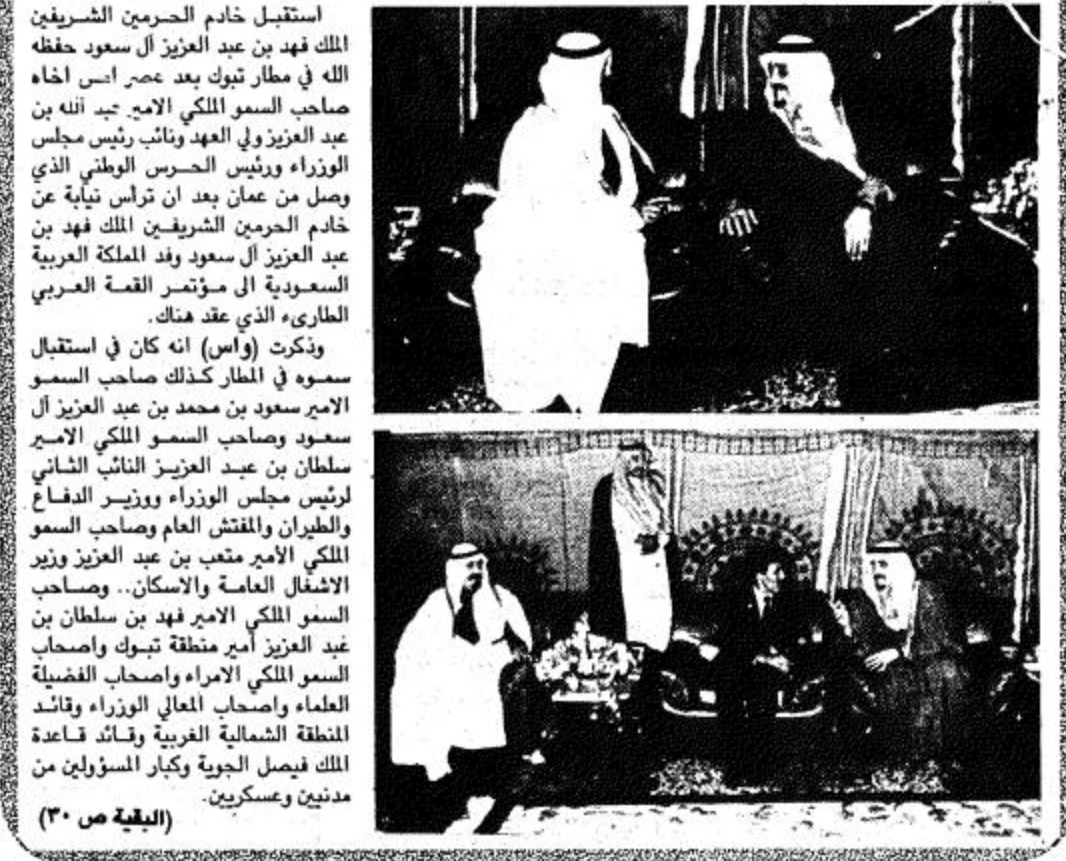 استقبل خادم الحرمين الشريفين
الملك فهد بن عبد العزيز آل سعود حفظه
الله في مطار تبوك بعد عصر امس اخاه
صاحب السمو الملكي الامير عبد الله بن
عبد العزيز ولي العهد ونائب رئيس مجلس
الوزراء ورئيس الحرس الوطني الذي
وصل من عمان بعد ان ترأس نيابة عن
خادم الحرمين الشريفين الملك فهد بن
عبد العزيز آل سعود وفد المملكة العربية
السعودية الى مؤتمر القمة العربي
الطارىء الذي عقد هناك.
وذكرت (واس) انه كان في استقبال
سموه في المطار كذلك صاحب السمو
الامير سعود بن محمد بن عبد العزيز آل
سعود وصاحب السمو الملكي الامير
سلطان بن عبد العزيز النائب الثاني
لرئيس مجلس الوزراء ووزير الدفاع
والطيران والمفتش العام وصاحب السمو
الملكي الأمير متعب بن عبد العزيز وزير
الاشغال العامة والاسكان.. وصاحب
السمو الملكي الامير فهد بن سلطان بن
عبد العزيز أمير منطقة تبوك واصحاب
السمو الملكي الامراء واصحاب الفضيلة
العلماء واصحاب المعالي الوزراء وقائد
المنطقة الشمالية الغربية وقائد قاعدة
الملك فيصل الجوية وكبار المسؤولين من
مدنيين وعسكريين.
(البقية ص ٣٠)